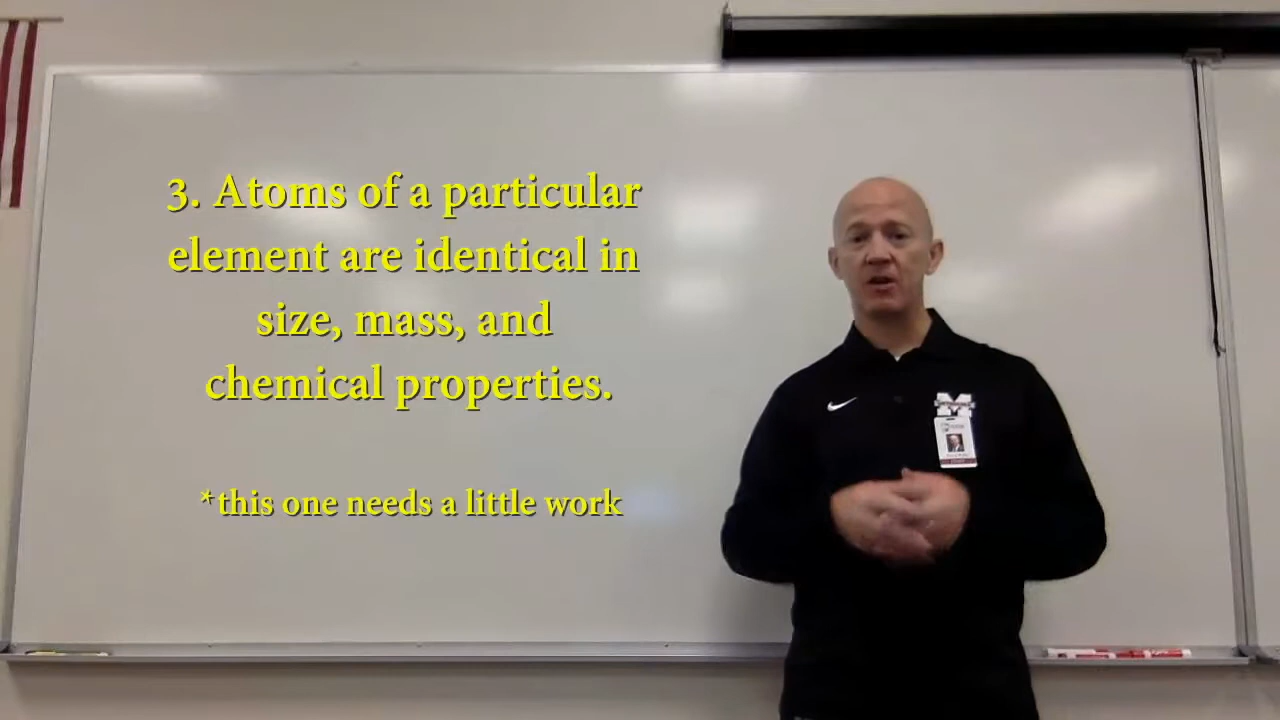 3. Atoms of a particular
element are identical in
size, mass, and
chemical properties.
*this one needs a little work
M